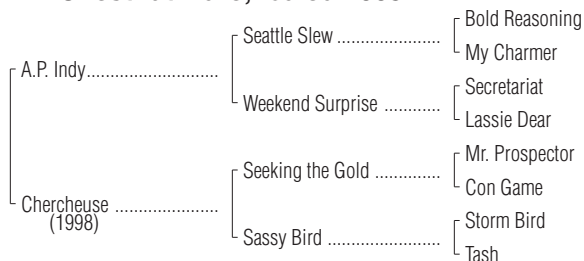 Bold Reasoning
Seattle Slew ....................
My Charmer
A.P. Indy..........................
Secretariat
Weekend Surprise ...........
Lassie Dear
Mr. Prospector
Seeking the Gold ..............
Con Game
Chercheuse ....................
(1998)
Storm Bird
Sassy Bird .....................
Tash